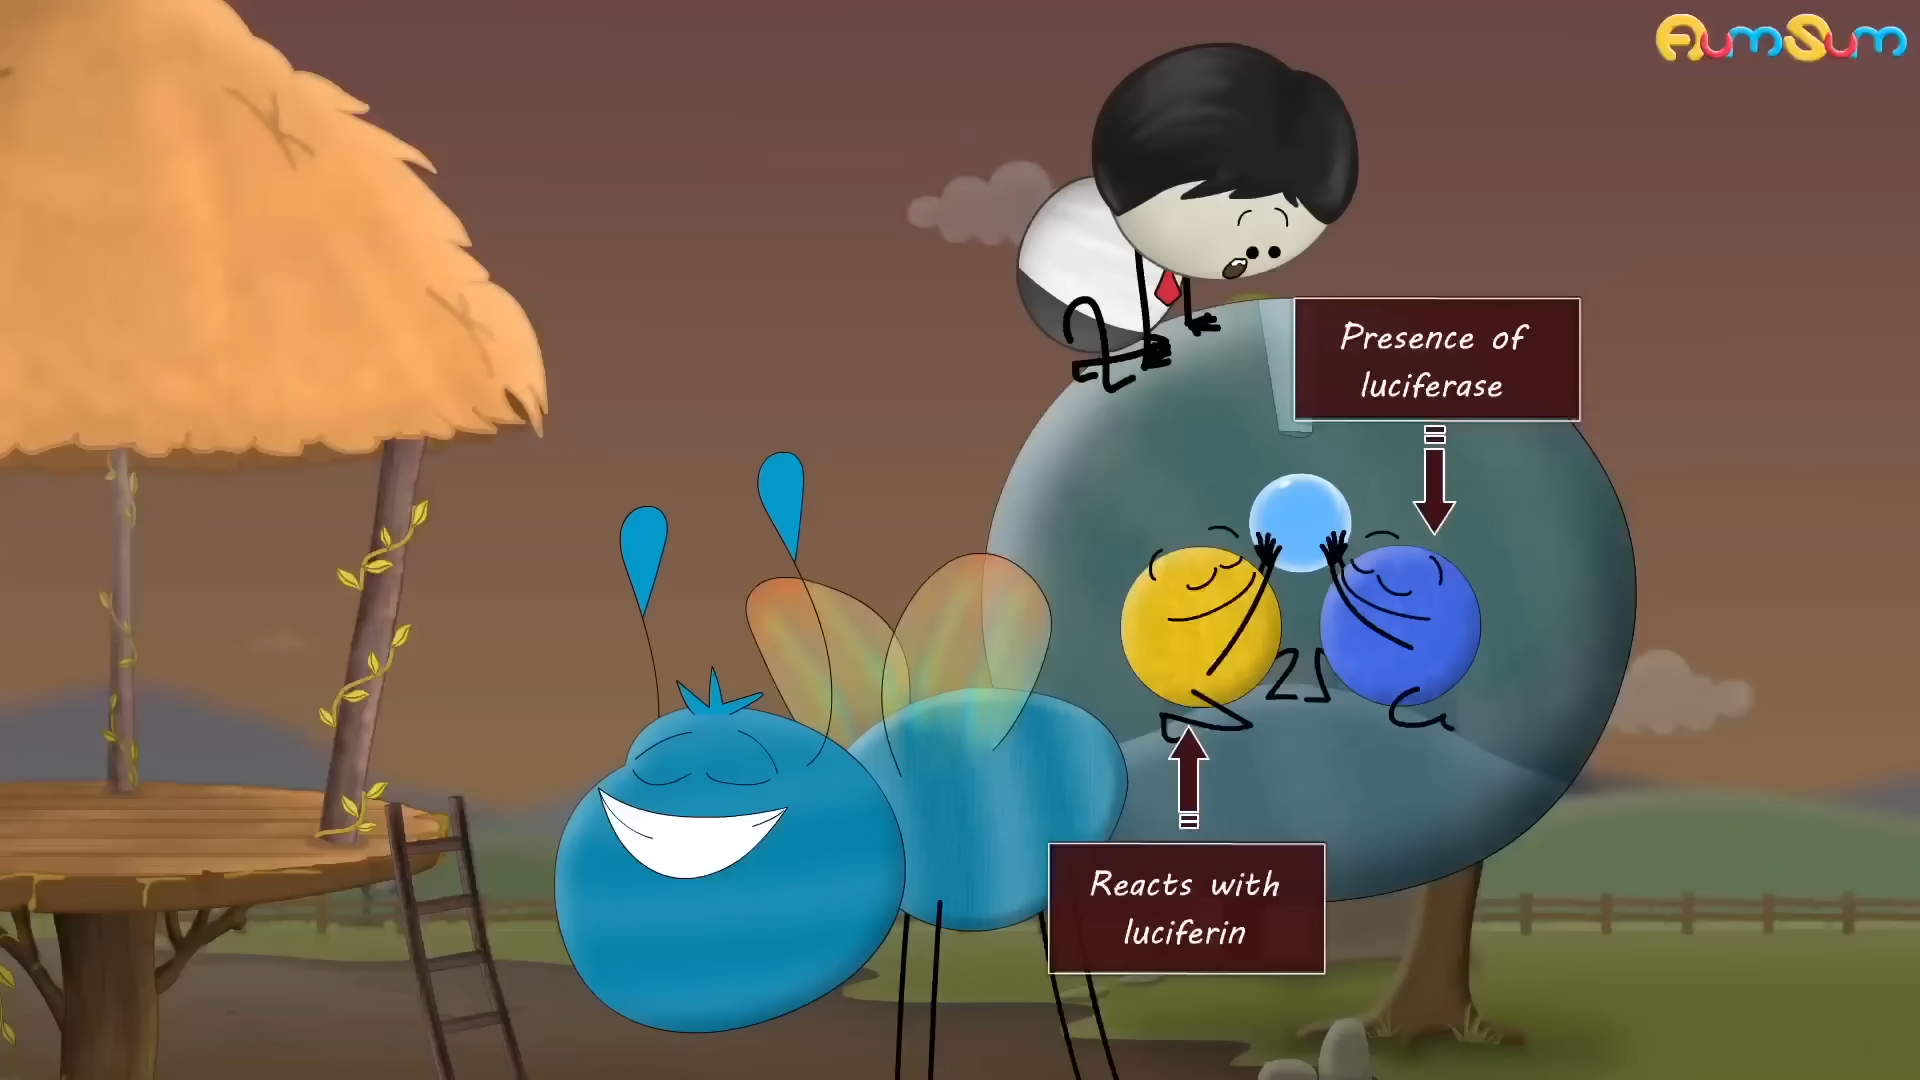 AumSum
Presence of
luciferase
Reacts with
luciferin